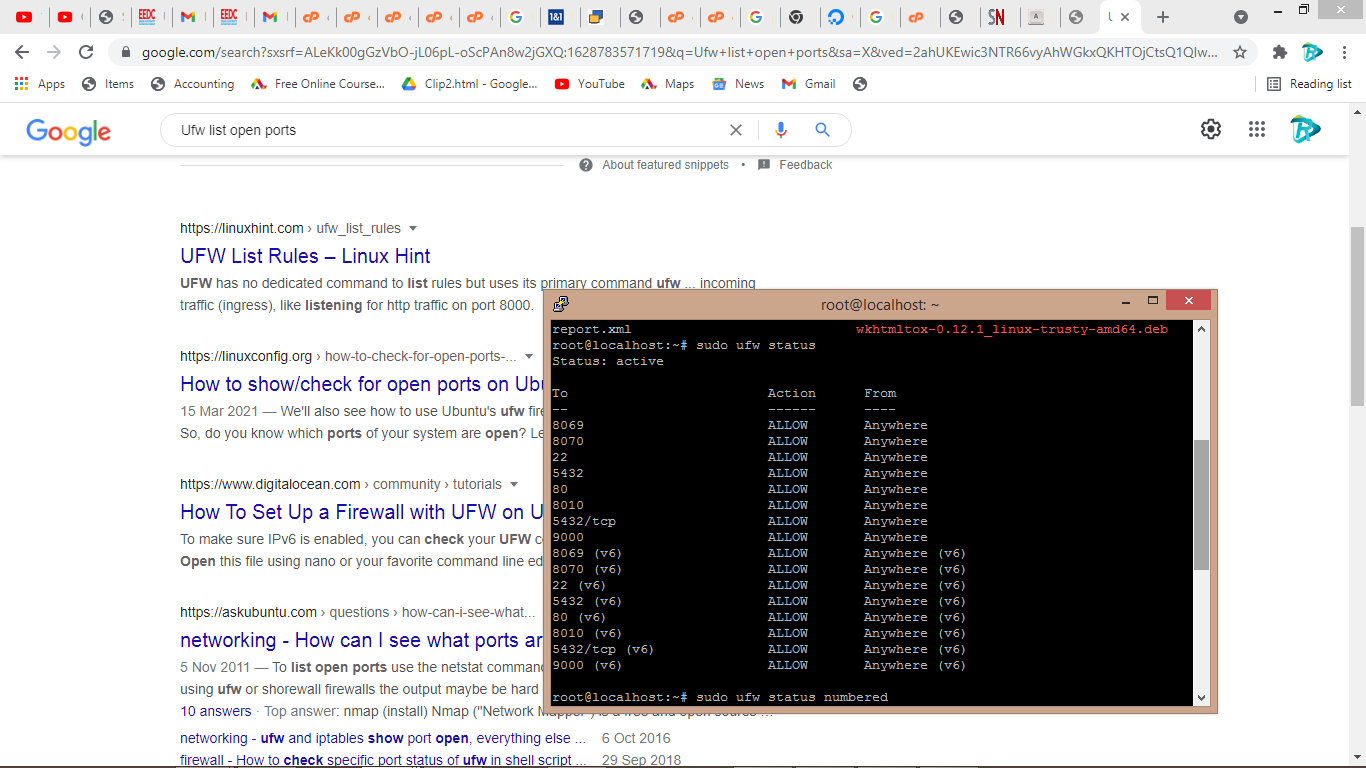 google.com/search?sxsrf=ALeKk00gGzVbO-jL06pL-oScPAn8w2jGXQ:1628783571719&q=Ufw+list+open+ports&sa=X&ved=2ahUKEwic3NTR66vyAhWGkxQKHTOjCtsQ1QIw...
Apps Items Accounting Free Online Course... Clip2.html - Google... YouTube Maps News Gmail Reading list
Google Ufw list open ports
About featured snippets • Feedback
https://linuxhint.com › ufw_list_rules
UFW List Rules – Linux Hint
UFW has no dedicated command to list rules but uses its primary command ufw ... incoming
traffic (ingress), like listening for http traffic on port 8000.
https://linuxconfig.org › how-to-check-for-open-ports-...
How to show/check for open ports on Ubu
15 Mar 2021 — We'll also see how to use Ubuntu's ufw fire
So, do you know which ports of your system are open? Le
https://www.digitalocean.com › community › tutorials
How To Set Up a Firewall with UFW on U
To make sure IPv6 is enabled, you can check your UFW co
Open this file using nano or your favorite command line ed
https://askubuntu.com › questions › how-can-i-see-what...
networking - How can I see what ports ar
5 Nov 2011 — To list open ports use the netstat command
using ufw or shorewall firewalls the output maybe be hard
10 answers · Top answer: nmap (install) Nmap ("Network Mapper") is a free and open source ...
networking - ufw and iptables show port open, everything else ... 6 Oct 2016
firewall - How to check specific port status of ufw in shell script ... 29 Sep 2018
root@localhost: ~
report.xml wkhtmltox-0.12.1_linux-trusty-amd64.deb
root@localhost:~# sudo ufw status
Status: active
To Action From
-- ------ ----
8069 ALLOW Anywhere
8070 ALLOW Anywhere
22 ALLOW Anywhere
5432 ALLOW Anywhere
80 ALLOW Anywhere
8010 ALLOW Anywhere
5432/tcp ALLOW Anywhere
9000 ALLOW Anywhere
8069 (v6) ALLOW Anywhere (v6)
8070 (v6) ALLOW Anywhere (v6)
22 (v6) ALLOW Anywhere (v6)
5432 (v6) ALLOW Anywhere (v6)
80 (v6) ALLOW Anywhere (v6)
8010 (v6) ALLOW Anywhere (v6)
5432/tcp (v6) ALLOW Anywhere (v6)
9000 (v6) ALLOW Anywhere (v6)
root@localhost:~# sudo ufw status numbered